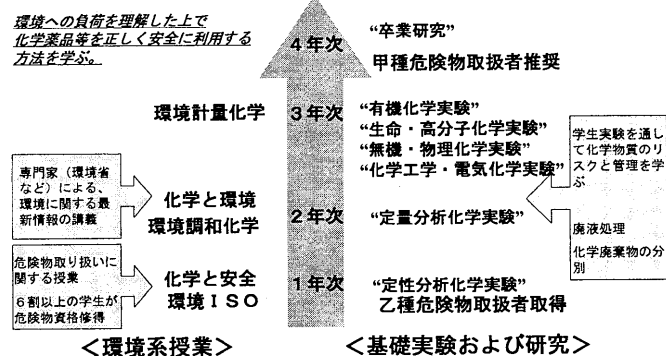 環境への負荷を理解した上で
化学薬品等を正しく安全に利用する
方法を学ぶ。
４年次
“卒業研究”
甲種危険物取扱者推奨
環境計量化学
３年次
“有機化学実験”
“生命・高分子化学実験”
“無機・物理化学実験”
“化学工学・電気化学実験”
学生実験を通し
て化学物質のリ
スクと管理を学
ぶ
廃液処理
化学廃棄物の分
別
専門家（環境省
など）による、
環境に関する最
新情報の講義
化学と環境
環境調和化学
２年次
“定量分析化学実験”
危険物取り扱いに
関する授業
６割以上の学生が
危険物資格修得
化学と安全
環境ＩＳＯ
１年次
“定性分析化学実験”
乙種危険物取扱者取得
＜環境系授業＞
＜基礎実験および研究＞